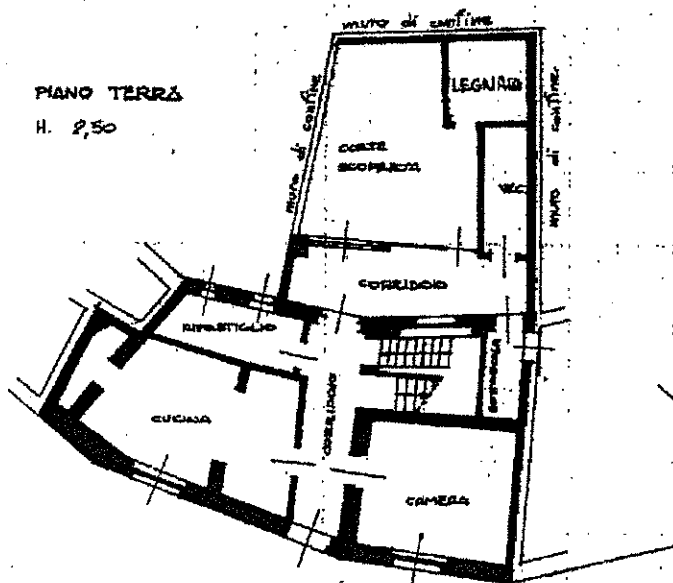 muro di confine
PIANO TERRA
H. 2,50
LEGNAIA
muro di confine
muro di confine
CORTE
SCOPERTA
W.C.
CORRIDOIO
RIPOSTIGLIO
CUCINA
CORRIDOIO
CAMERA